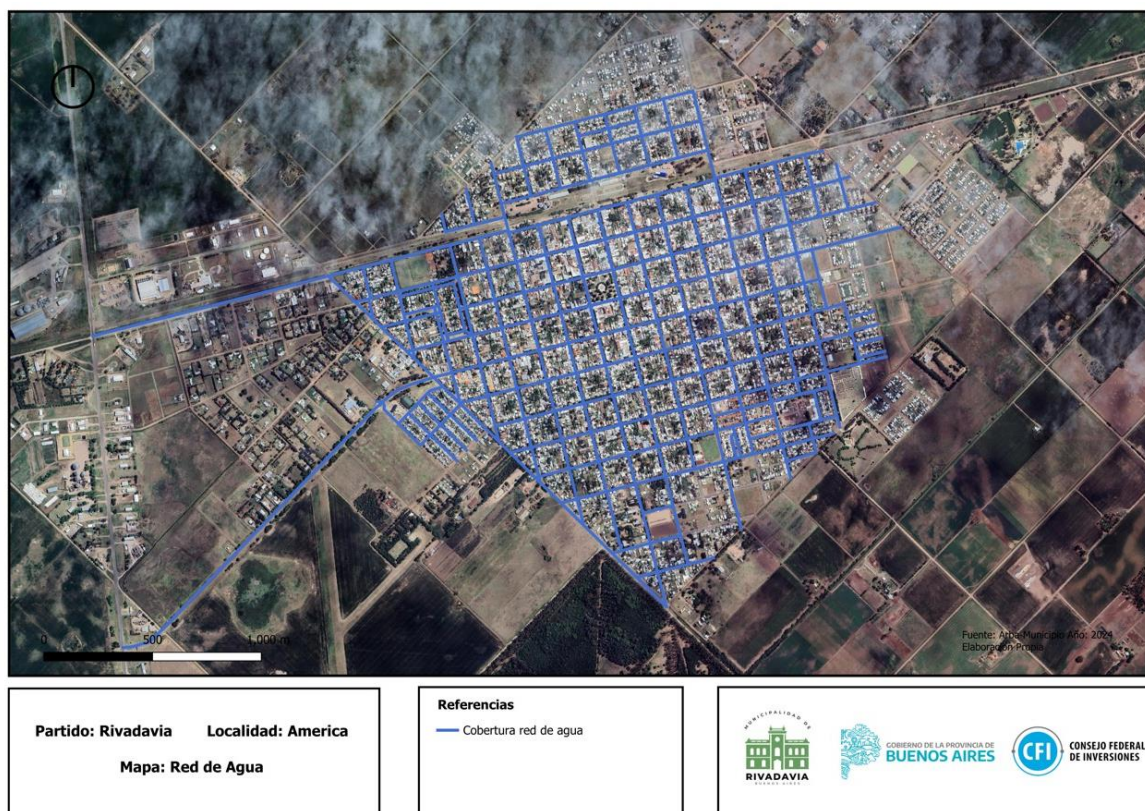 0 500 1.000 m
Fuente: Arba-Municipio Año: 2024
Elaboración Propia
Partido: Rivadavia Localidad: America
Mapa: Red de Agua
Referencias
Cobertura red de agua
MUNICIPALIDAD DE
RIVADAVIA
BUENOS AIRES
GOBIERNO DE LA PROVINCIA DE
BUENOS AIRES
CFI
CONSEJO FEDERAL
DE INVERSIONES